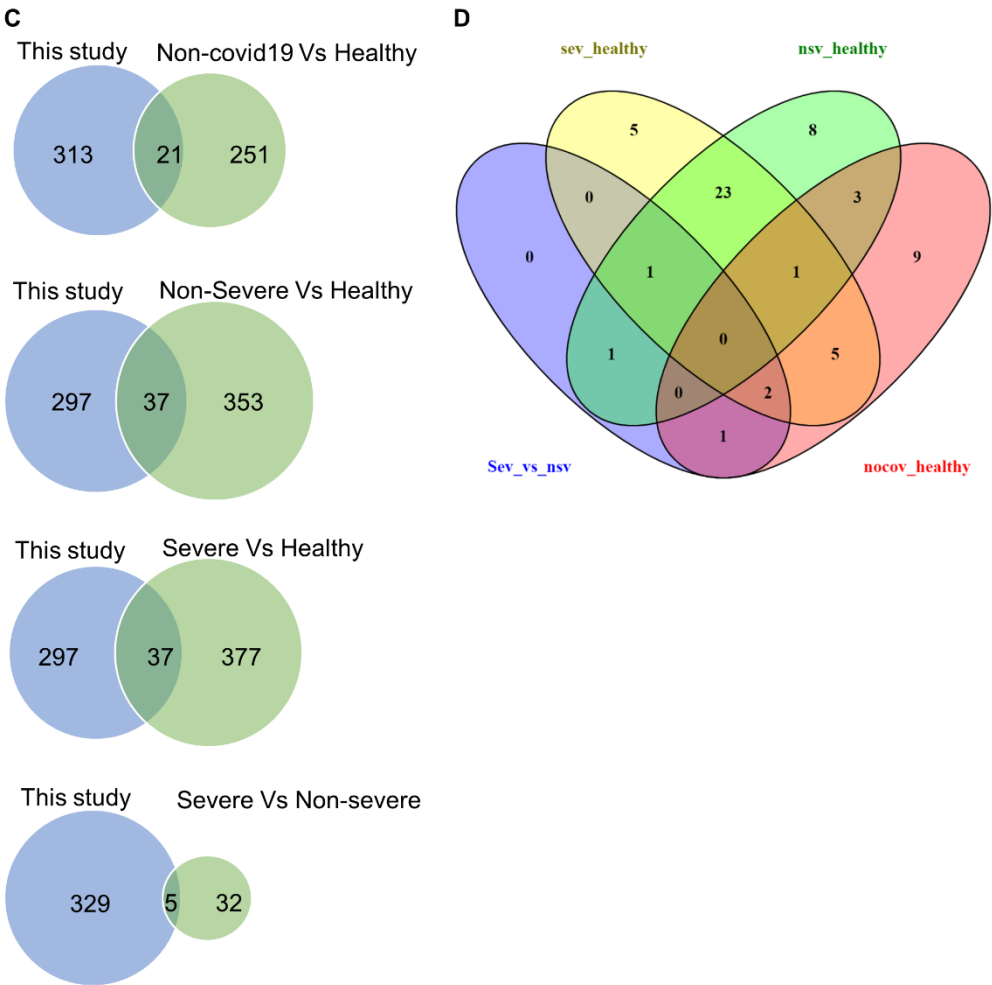 C
This study Non-covid19 Vs Healthy
313 21 251
This study Non-Severe Vs Healthy
297 37 353
This study Severe Vs Healthy
297 37 377
This study Severe Vs Non-severe
329 5 32
D
sev_healthy nsv_healthy
5 8
0 23 3
0 9
1 1
0
1 5
0 2
1
Sev_vs_nsv nocov_healthy